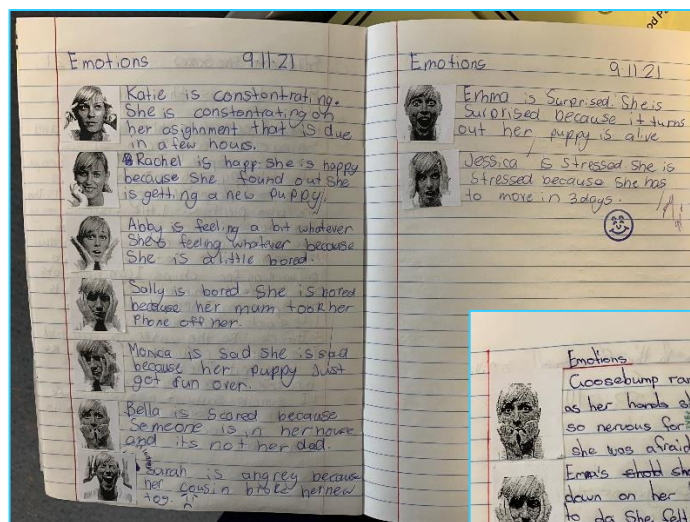 Emotions 9.11.21
Katie is constontrating.
She is constontrating on
her asignment that is due
in a few hours.
Rachel is happ. she is happy
because she found out she
is getting a new puppy.
Abby is feeling a bit whatever
She's feeling whatever because
She is a little bored.
Sally is bored. She is bored
because her mum took her
Phone off her.
Monica is sad she is sad
because her puppy Just
got run over.
Bella is scared because
Someone is in her house
and its not her dad.
Sarah is angrey because
her cousin broke her new
toy.
Emotions 9.11.21
Emma is Surprised. She is
Surprised because it turns
out her puppy is alive
Jessica is Stressed. She is
Stressed because She has
to move in 3 days.
Emotions
Goosebump ran
as her hands
so nervous for
she was afraid
Emma's
down on her
to do. She felt